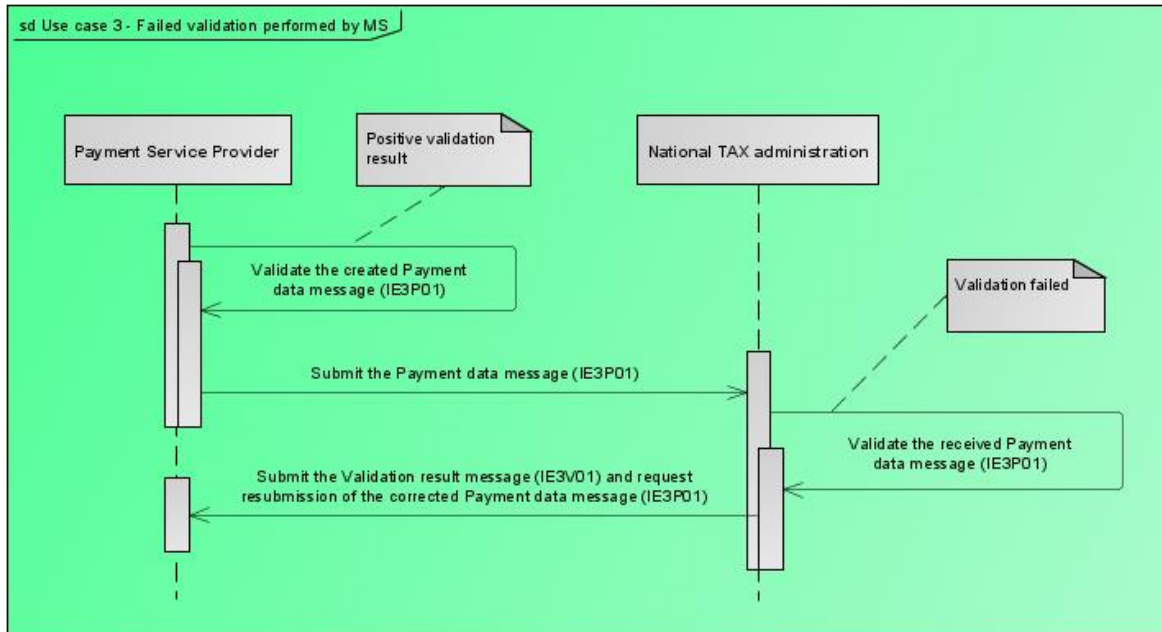 sd Use case 3 - Failed validation performed by MS
Payment Service Provider
Positive validation
result
National TAX administration
Validate the created Payment
data message (IE3P01)
Validation failed
Submit the Payment data message (IE3P01)
Validate the received Payment
data message (IE3P01)
Submit the Validation result message (IE3V01) and request
resubmission of the corrected Payment data message (IE3P01)